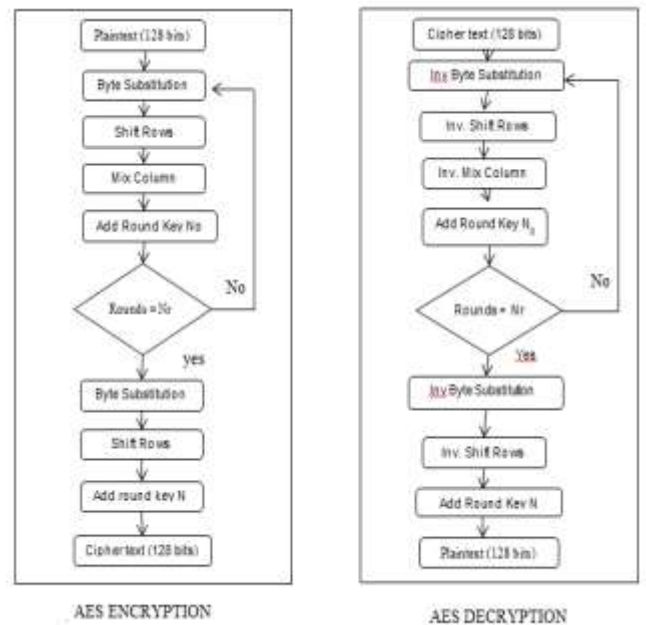 Plaintext (128 bits)
Byte Substitution
Shift Rows
Mix Column
Add Round Key No
Rounds = Nr
No
yes
Byte Substitution
Shift Rows
Add round key N
Ciphertext (128 bits)
AES ENCRYPTION
Cipher text (128 bits)
Inv Byte Substitution
Inv. Shift Rows
Inv. Mix Column
Add Round Key N0
Rounds = Nr
No
Yes
Inv Byte Substitution
Inv. Shift Rows
Add Round Key N
Plaintext (128 bits)
AES DECRYPTION